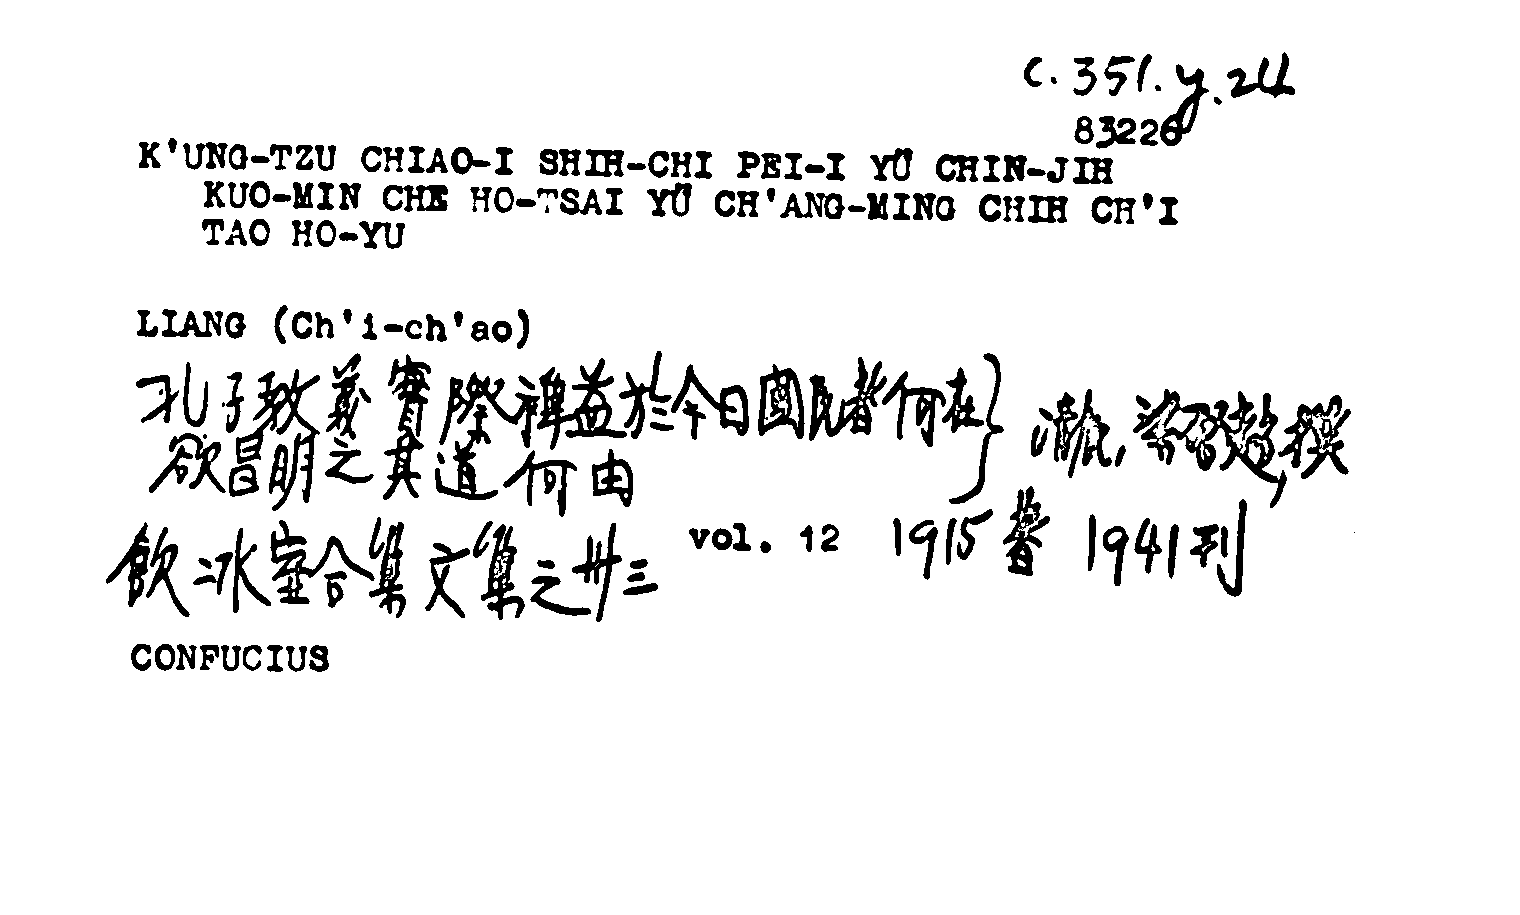 C. 351. y. 24
83226
K'UNG-TZU CHIAO-I SHIH-CHI PEI-I YÜ CHIN-JIH
KUO-MIN CHE HO-TSAI YÜ CH'ANG-MING CHIH CH'I
TAO HO-YU
LIANG (Ch'i-ch'ao)
孔子教義實際裨益於今日國民者何在
欲昌明之其道何由
梁啓超撰
飲冰室合集文集之卅三 vol. 12 1915著 1941刊
CONFUCIUS